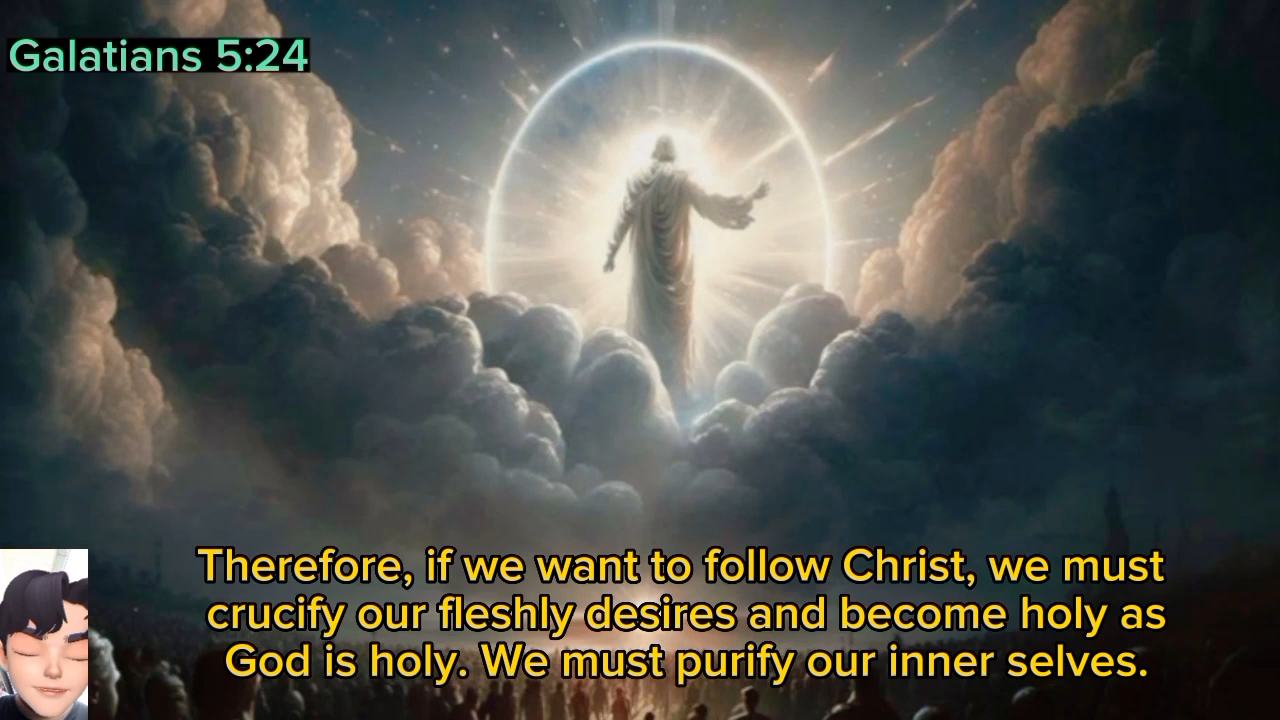 Galatians 5:24
Therefore, if we want to follow Christ, we must
crucify our fleshly desires and become holy as
God is holy. We must purify our inner selves.